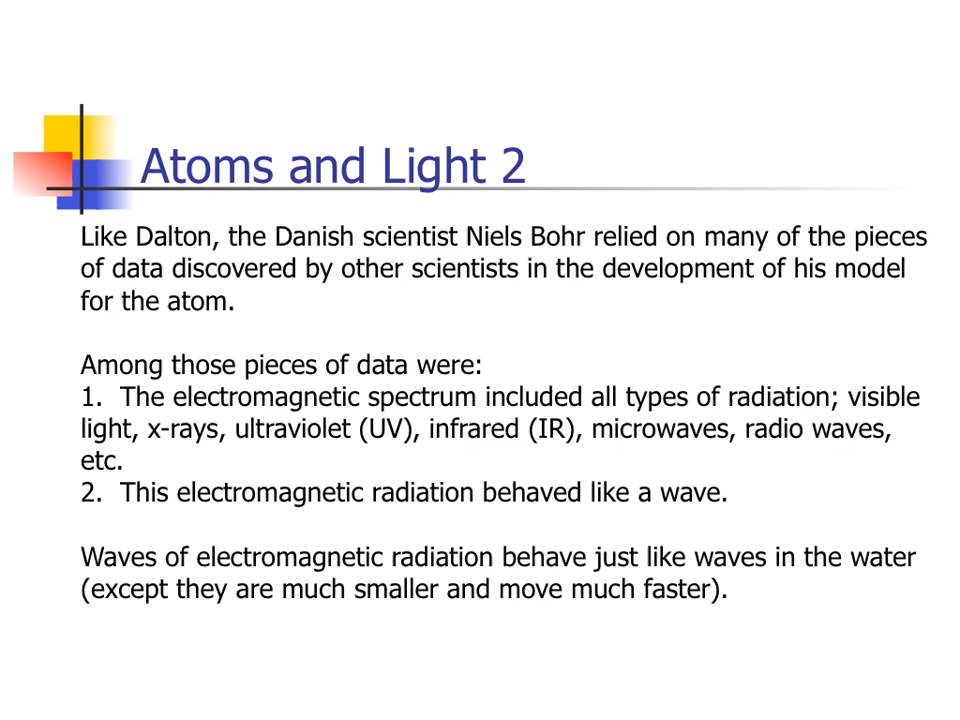 Atoms and Light 2
Like Dalton, the Danish scientist Niels Bohr relied on many of the pieces
of data discovered by other scientists in the development of his model
for the atom.
Among those pieces of data were:
1. The electromagnetic spectrum included all types of radiation; visible
light, x-rays, ultraviolet (UV), infrared (IR), microwaves, radio waves,
etc.
2. This electromagnetic radiation behaved like a wave.
Waves of electromagnetic radiation behave just like waves in the water
(except they are much smaller and move much faster).